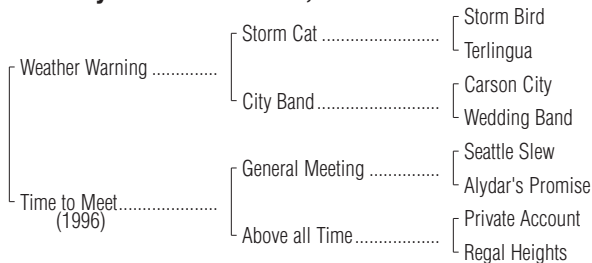 Storm Bird
Storm Cat ..........................
Terlingua
Weather Warning ..............
Carson City
City Band...........................
Wedding Band
Seattle Slew
General Meeting ................
Alydar's Promise
Time to Meet.....................
(1996)
Private Account
Above all Time...................
Regal Heights